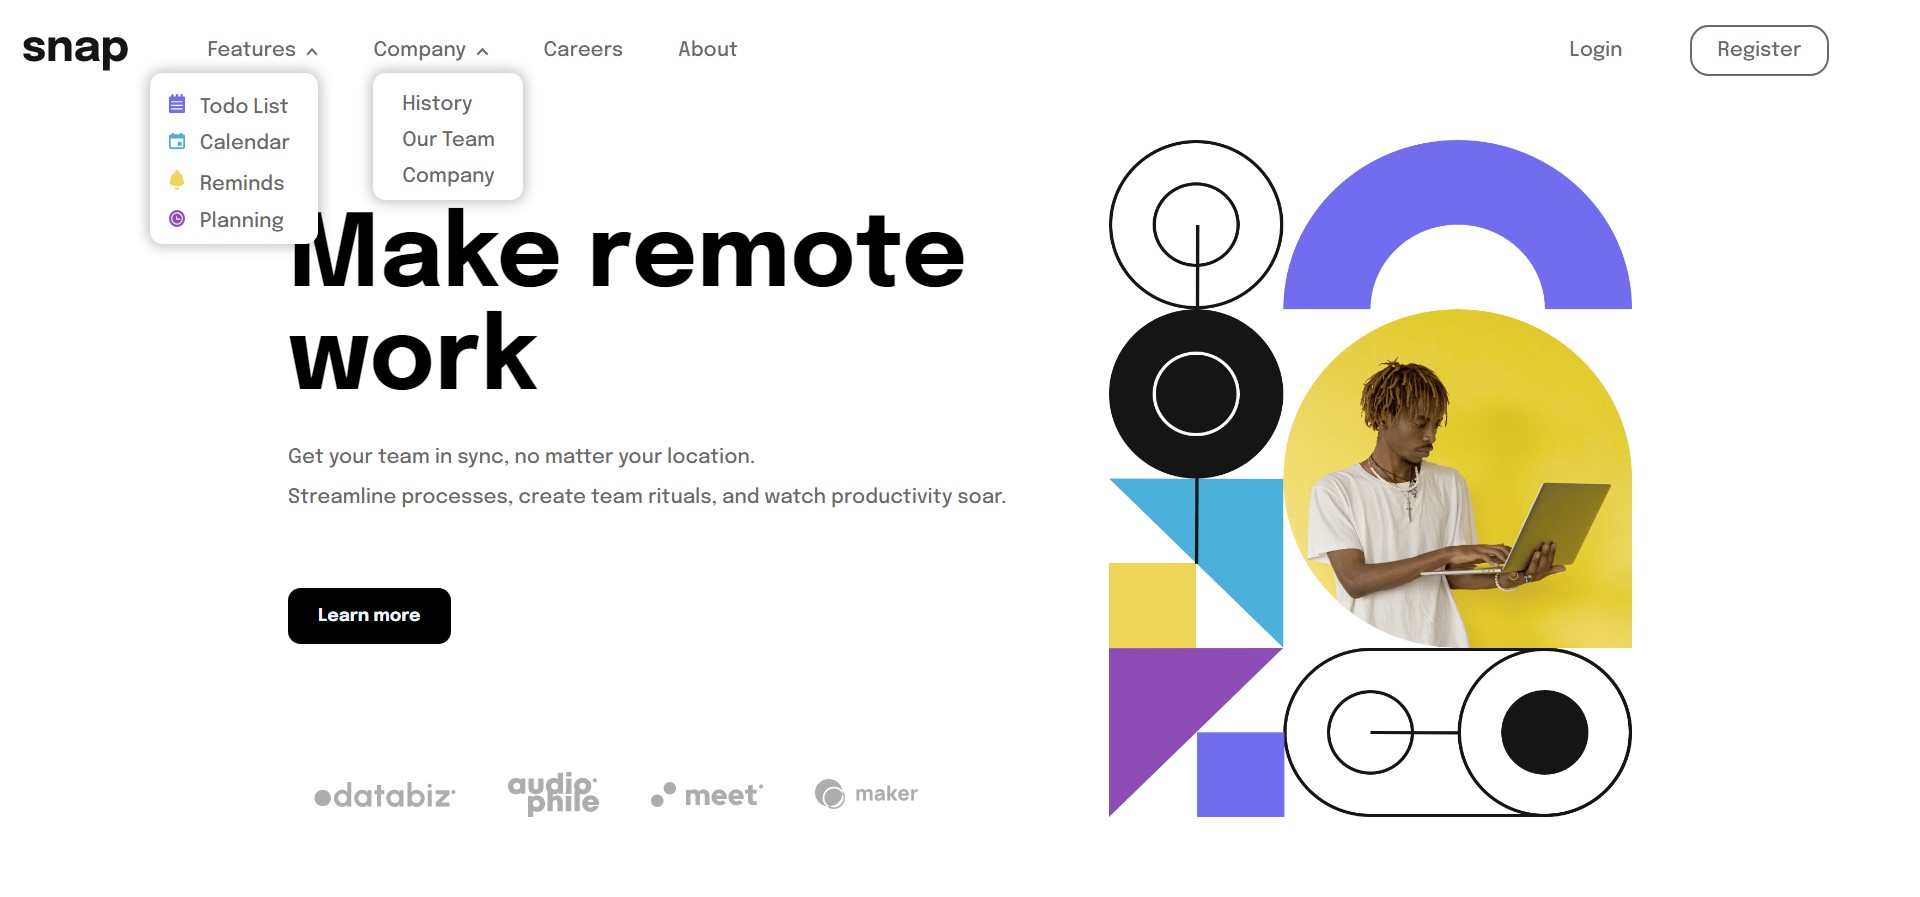 snap
Features
Company
Careers
About
Login
Register
Todo List
Calendar
Reminds
Planning
History
Our Team
Company
Make remote
work
Get your team in sync, no matter your location.
Streamline processes, create team rituals, and watch productivity soar.
Learn more
databiz
audio
phile
meet
maker